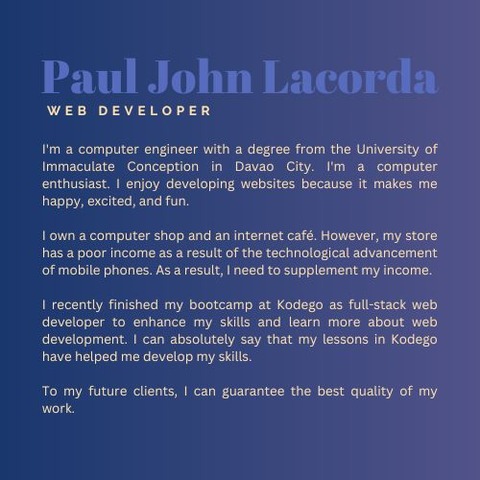 Paul John Lacorda
WEB DEVELOPER
I'm a computer engineer with a degree from the University of
Immaculate Conception in Davao City. I'm a computer
enthusiast. I enjoy developing websites because it makes me
happy, excited, and fun.
I own a computer shop and an internet café. However, my store
has a poor income as a result of the technological advancement
of mobile phones. As a result, I need to supplement my income.
I recently finished my bootcamp at Kodego as full-stack web
developer to enhance my skills and learn more about web
development. I can absolutely say that my lessons in Kodego
have helped me develop my skills.
To my future clients, I can guarantee the best quality of my
work.